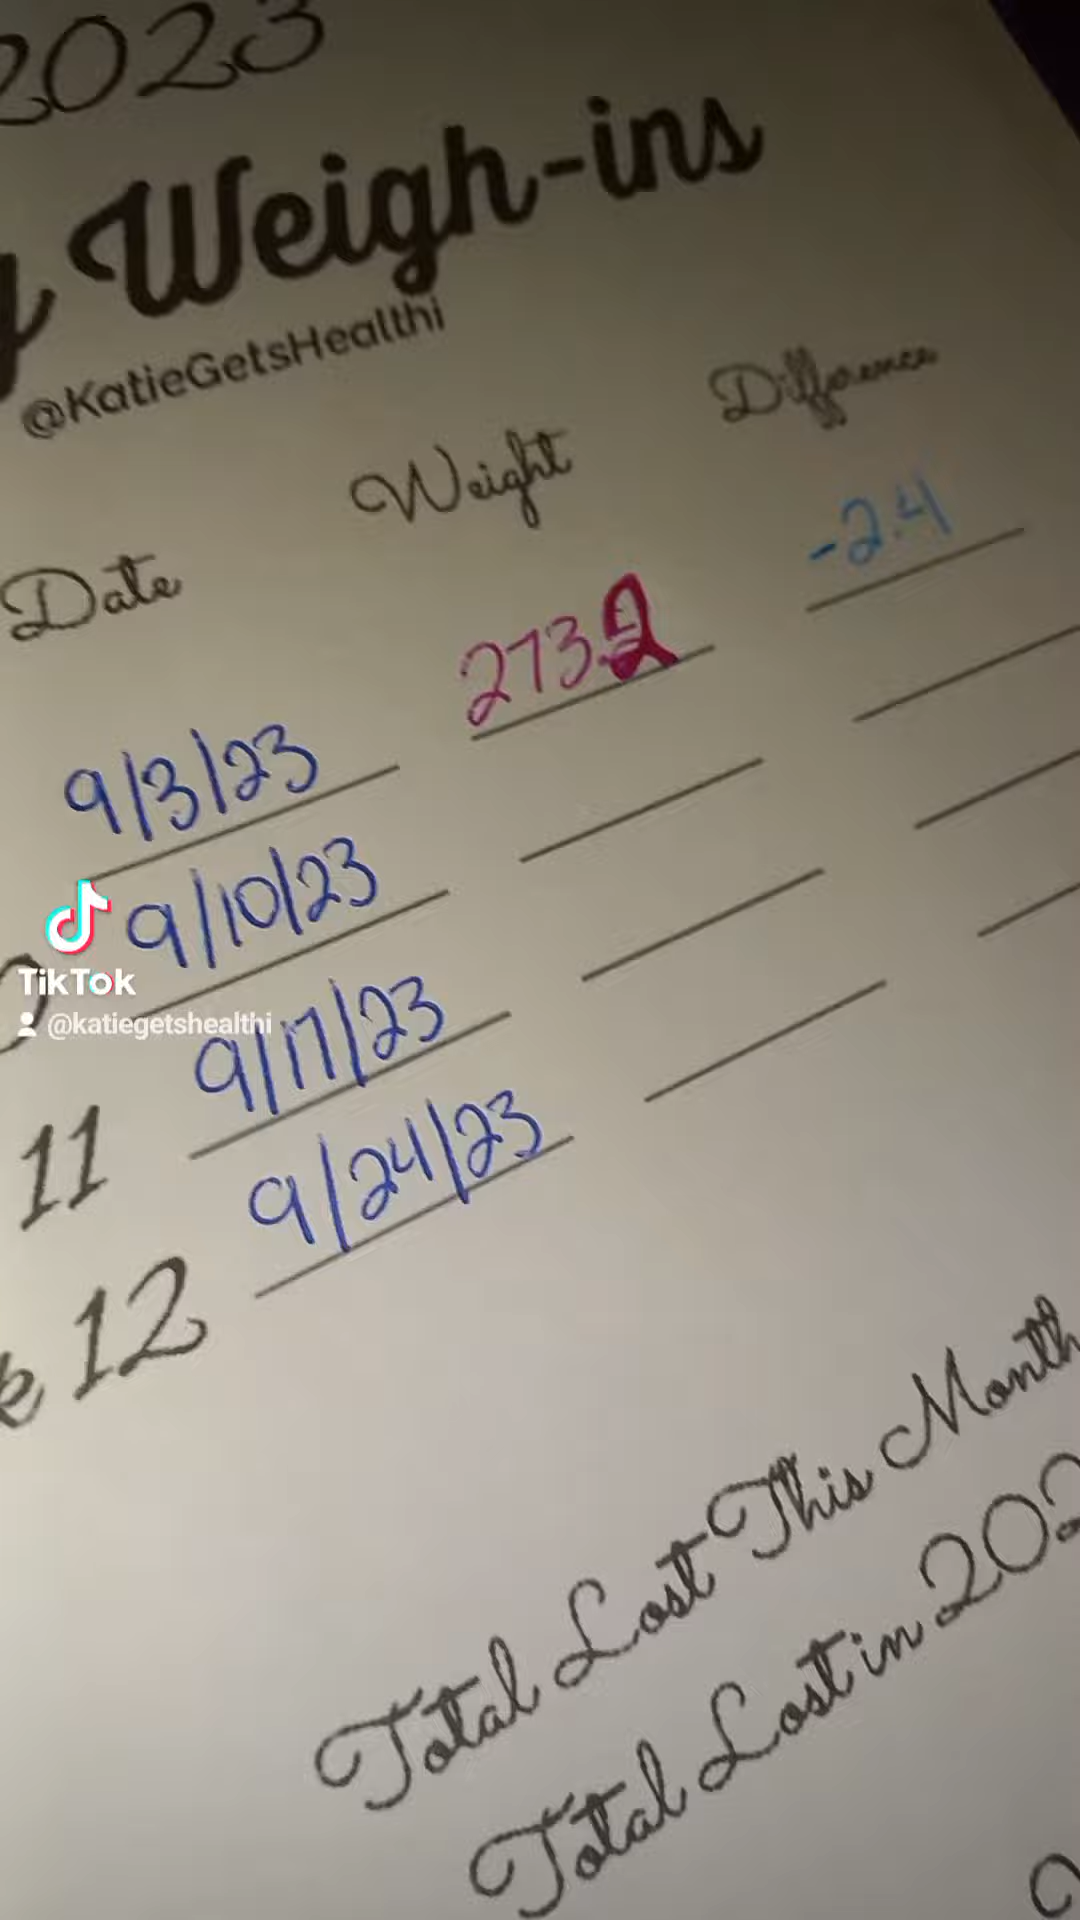 2023
Weigh-ins
@KatieGetsHealthi
Date Weight Difference
9/3/23 273.2 -2.4
9/10/23
11 9/17/23
12 9/24/23
Total Lost This Month
Total Lost in
TikTok
@katiegetshealthi